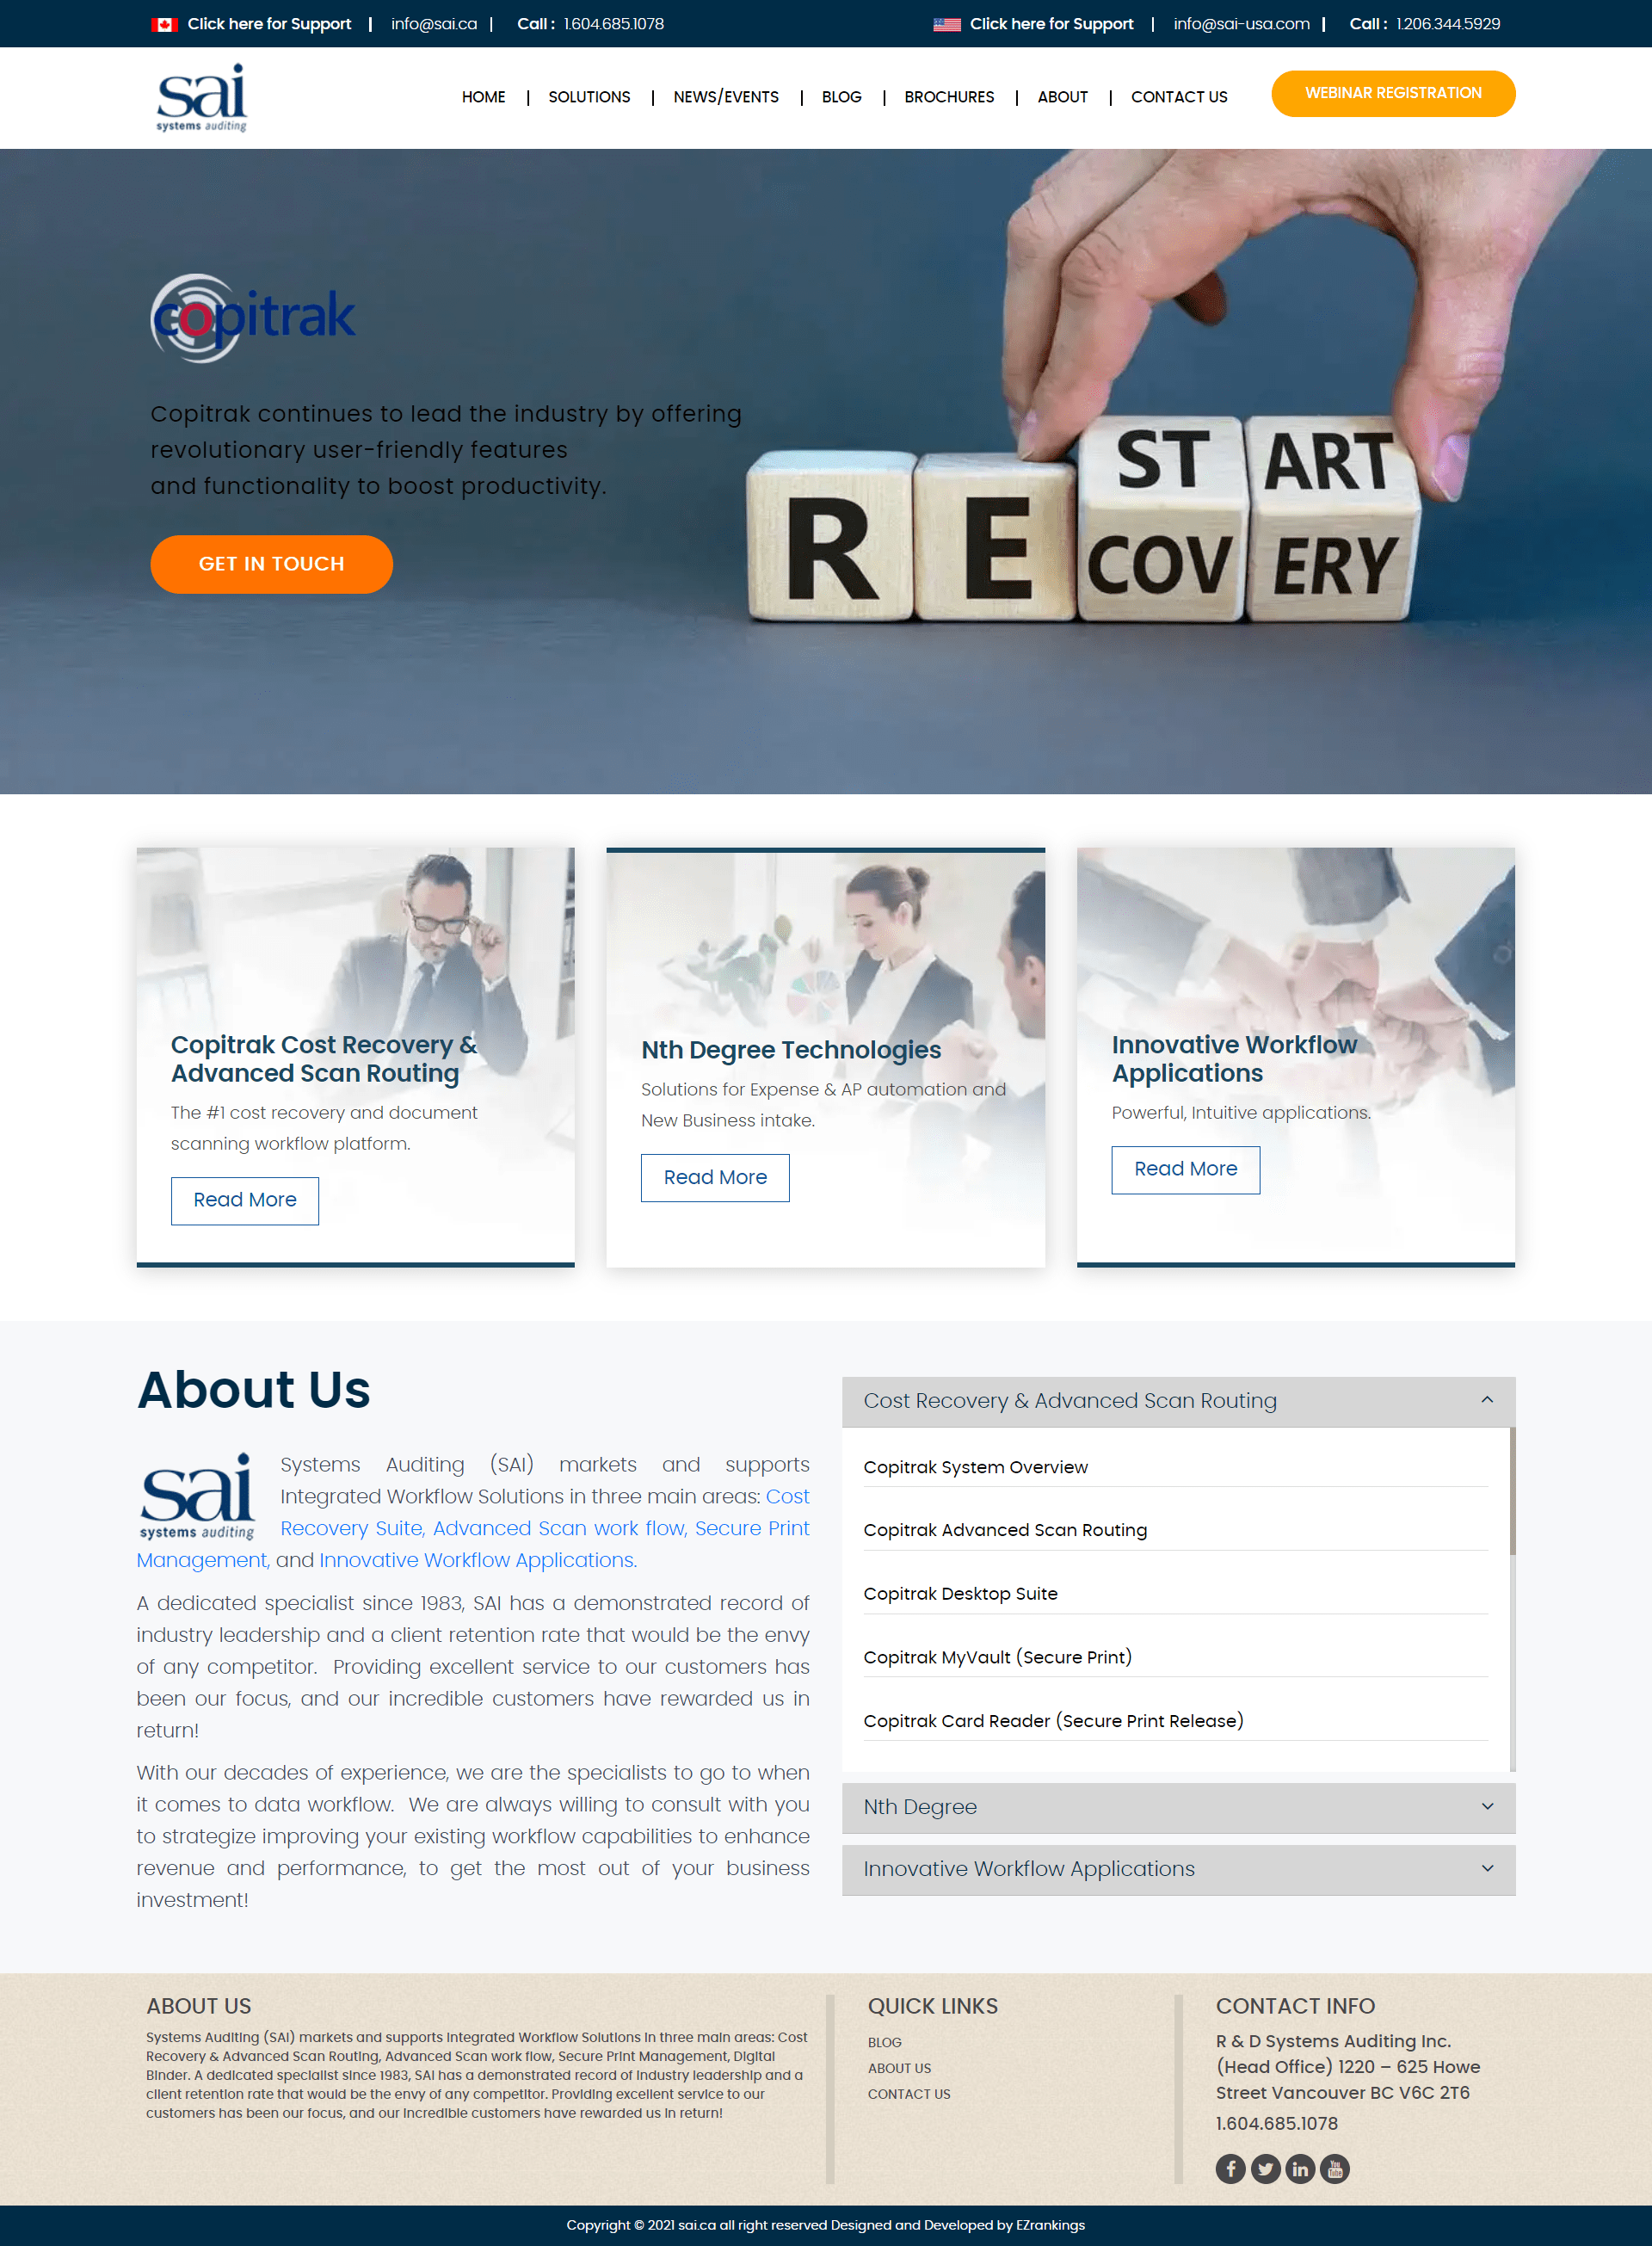 Click here for Support | info@sai.ca | Call : 1.604.685.1078
Click here for Support | info@sai-usa.com | Call : 1.206.344.5929
sai
systems auditing
HOME | SOLUTIONS | NEWS/EVENTS | BLOG | BROCHURES | ABOUT | CONTACT US
WEBINAR REGISTRATION
copitrak
Copitrak continues to lead the industry by offering
revolutionary user-friendly features
and functionality to boost productivity.
GET IN TOUCH
ST ART
R E COV ERY
Copitrak Cost Recovery &
Advanced Scan Routing
The #1 cost recovery and document
scanning workflow platform.
Read More
Nth Degree Technologies
Solutions for Expense & AP automation and
New Business intake.
Read More
Innovative Workflow
Applications
Powerful, Intuitive applications.
Read More
About Us
sai
systems auditing
Systems Auditing (SAI) markets and supports
Integrated Workflow Solutions in three main areas: Cost
Recovery Suite, Advanced Scan work flow, Secure Print
Management, and Innovative Workflow Applications.
A dedicated specialist since 1983, SAI has a demonstrated record of
industry leadership and a client retention rate that would be the envy
of any competitor. Providing excellent service to our customers has
been our focus, and our incredible customers have rewarded us in
return!
With our decades of experience, we are the specialists to go to when
it comes to data workflow. We are always willing to consult with you
to strategize improving your existing workflow capabilities to enhance
revenue and performance, to get the most out of your business
investment!
Cost Recovery & Advanced Scan Routing
Copitrak System Overview
Copitrak Advanced Scan Routing
Copitrak Desktop Suite
Copitrak MyVault (Secure Print)
Copitrak Card Reader (Secure Print Release)
Nth Degree
Innovative Workflow Applications
ABOUT US
Systems Auditing (SAI) markets and supports Integrated Workflow Solutions in three main areas: Cost
Recovery & Advanced Scan Routing, Advanced Scan work flow, Secure Print Management, Digital
Binder. A dedicated specialist since 1983, SAI has a demonstrated record of industry leadership and a
client retention rate that would be the envy of any competitor. Providing excellent service to our
customers has been our focus, and our incredible customers have rewarded us in return!
QUICK LINKS
BLOG
ABOUT US
CONTACT US
CONTACT INFO
R & D Systems Auditing Inc.
(Head Office) 1220 – 625 Howe
Street Vancouver BC V6C 2T6
1.604.685.1078
You Tube
Copyright © 2021 sai.ca all right reserved Designed and Developed by EZrankings